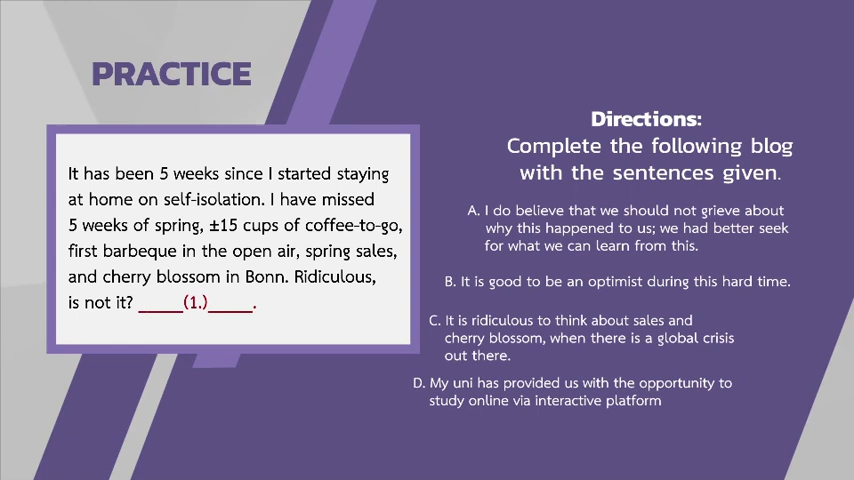 PRACTICE
It has been 5 weeks since I started staying
at home on self-isolation. I have missed
5 weeks of spring, ±15 cups of coffee-to-go,
first barbeque in the open air, spring sales,
and cherry blossom in Bonn. Ridiculous,
is not it? _____(1.)_____.
Directions:
Complete the following blog
with the sentences given.
A. I do believe that we should not grieve about
why this happened to us; we had better seek
for what we can learn from this.
B. It is good to be an optimist during this hard time.
C. It is ridiculous to think about sales and
cherry blossom, when there is a global crisis
out there.
D. My uni has provided us with the opportunity to
study online via interactive platform